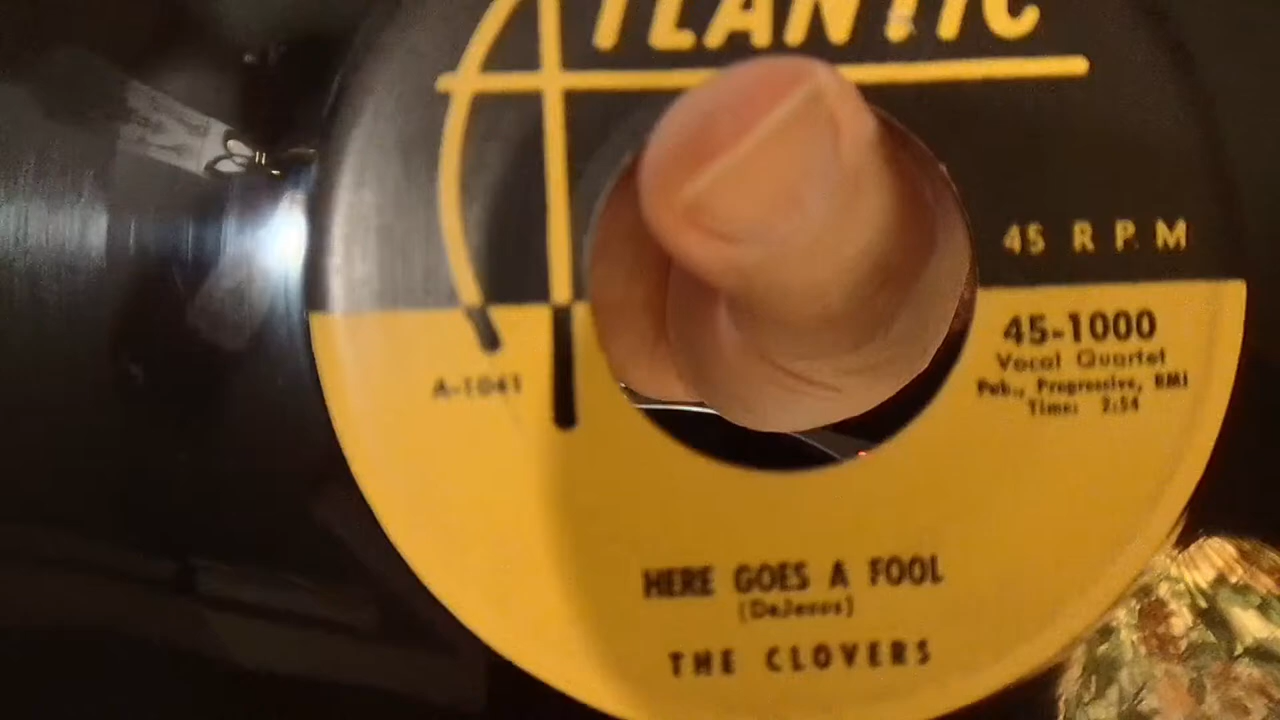 ATLANTIC
45 RPM
45-1000
Vocal Quartet
Pub., Progressive, BMI
Time: 2:54
A-1041
HERE GOES A FOOL
(DeJesus)
THE CLOVERS